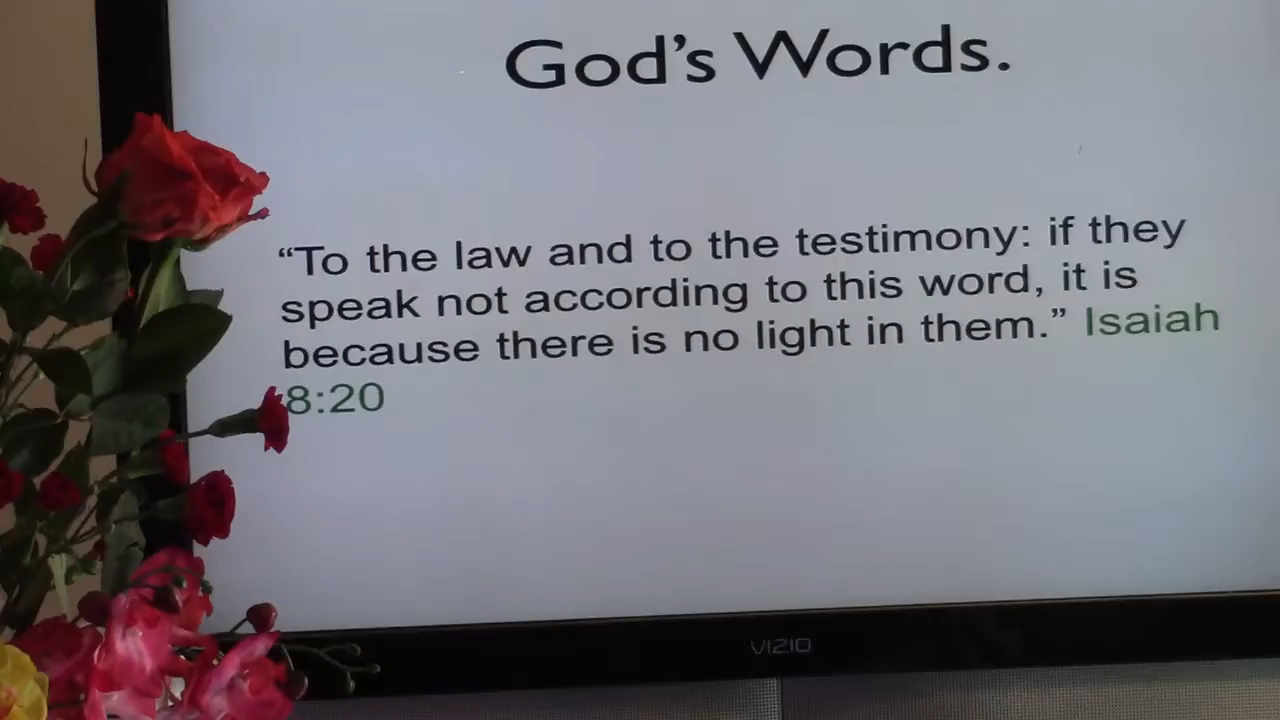 God's Words.
“To the law and to the testimony: if they
speak not according to this word, it is
because there is no light in them.” Isaiah
8:20
VIZIO